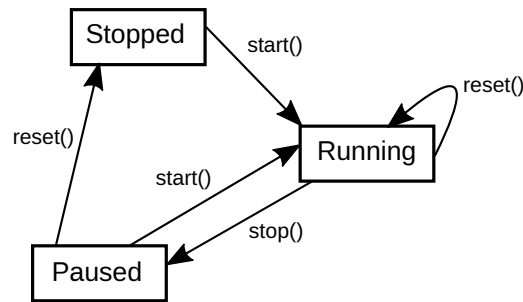 Stopped
start()
reset()
reset()
Running
start()
stop()
Paused